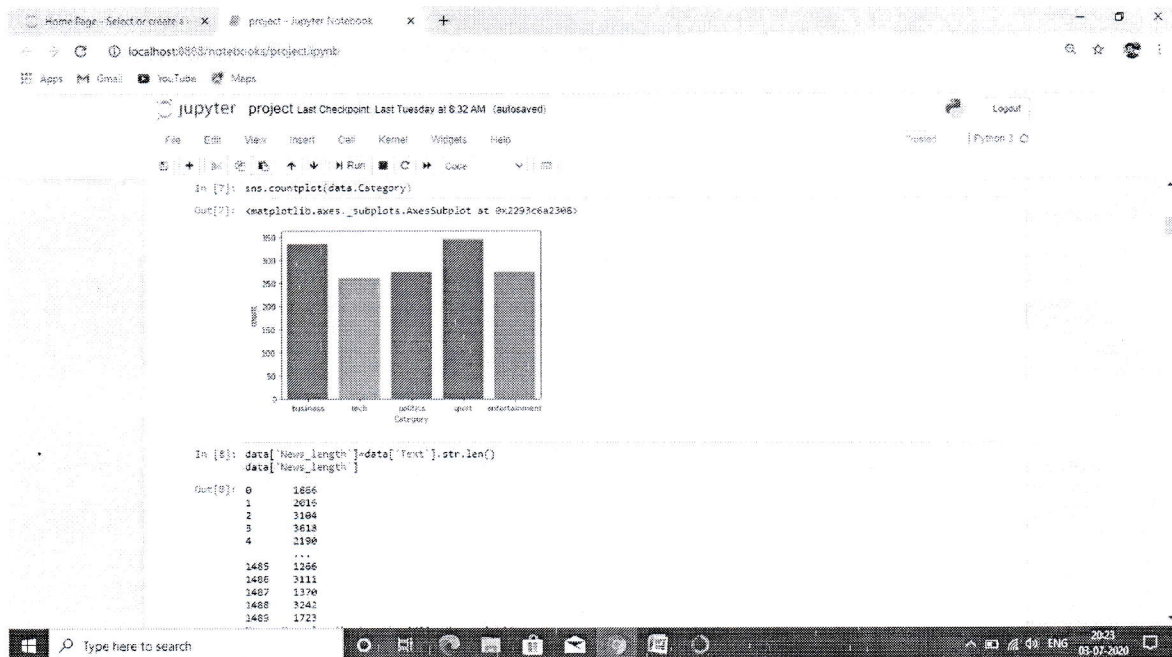 Home Page - Select or create a
project - Jupyter Notebook
localhost:8888/notebooks/project.ipynb
Apps
Gmail
YouTube
Maps
jupyter project Last Checkpoint: Last Tuesday at 8:32 AM (autosaved)
Logout
File Edit View Insert Cell Kernel Widgets Help
Trusted
Python 3
Run
Code
In [7]: sns.countplot(data.Category)
Out[7]: <matplotlib.axes._subplots.AxesSubplot at 0x2293c6a2308>
350
300
250
200
150
100
50
0
count
business tech politics sport entertainment
Category
In [8]: data['News_length']=data['Text'].str.len()
data['News_length']
Out[8]: 0 1866
1 2016
2 3104
3 3618
4 2190
...
1485 1266
1486 3111
1487 1370
1488 3242
1489 1723
Type here to search
ENG
20:23
03-07-2020